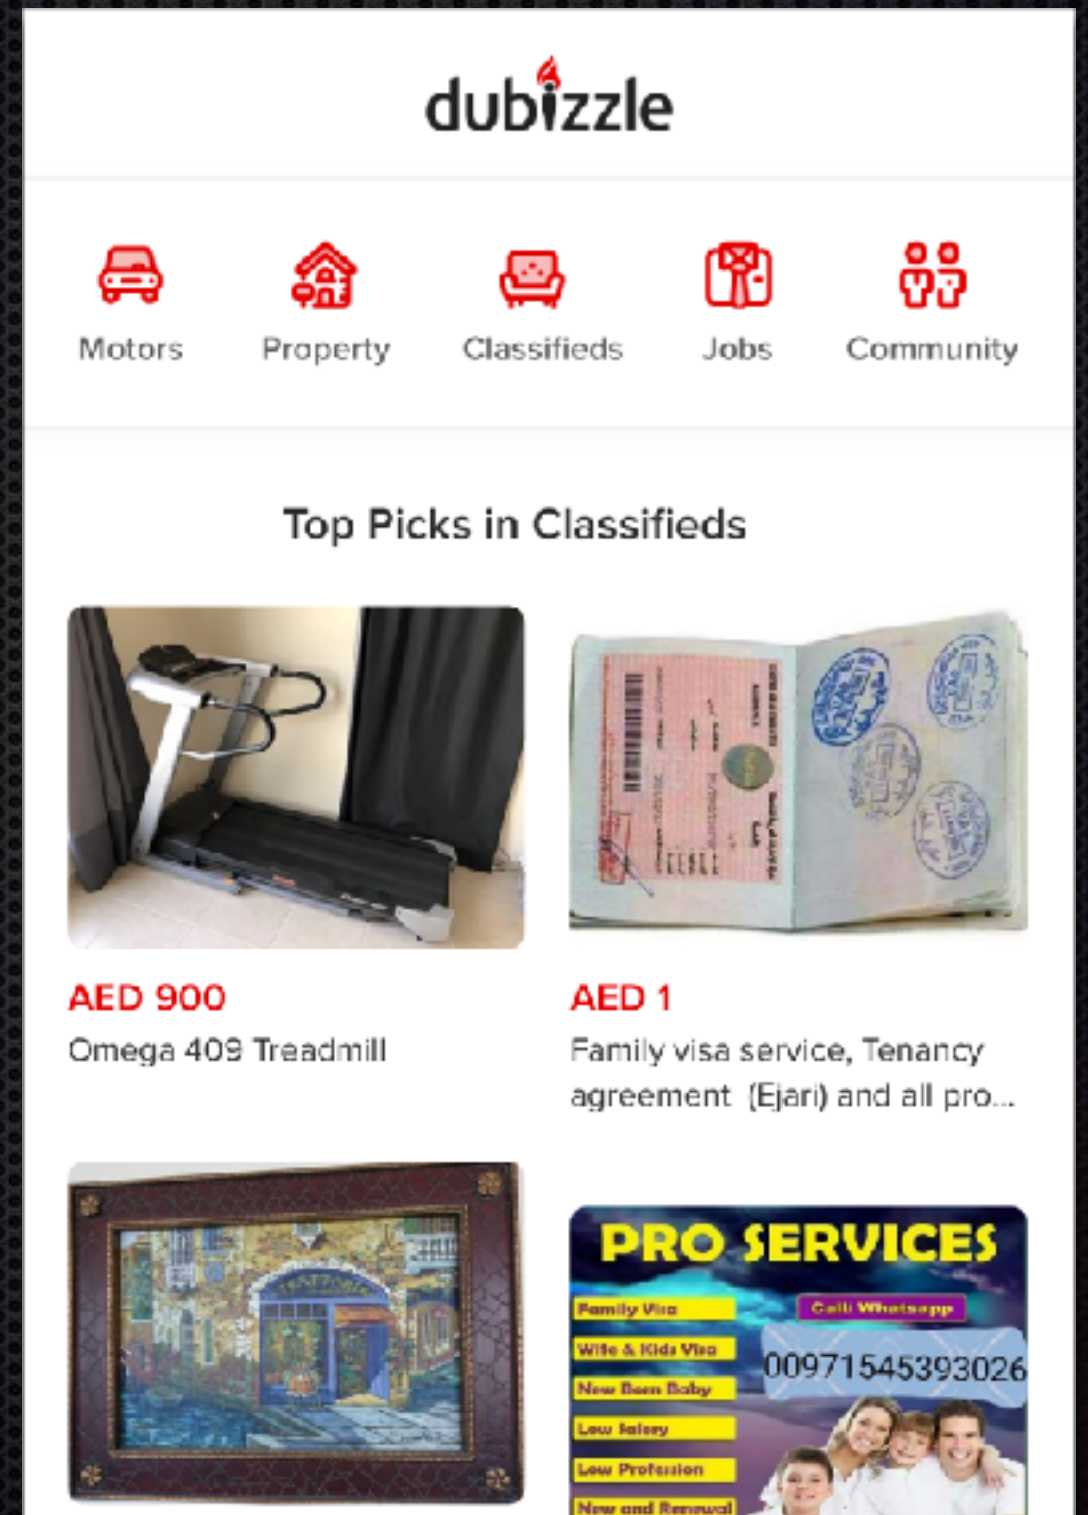 dubizzle
Motors
Property
Classifieds
Jobs
Community
Top Picks in Classifieds
AED 900
Omega 409 Treadmill
AED 1
Family visa service, Tenancy
agreement (Ejari) and all pro...
TRATTORIA
PRO SERVICES
Family Visa
Call/ Whatsapp
Wife & Kids Visa
00971545393026
New Born Baby
Low Salary
Low Profession
New and Renewal